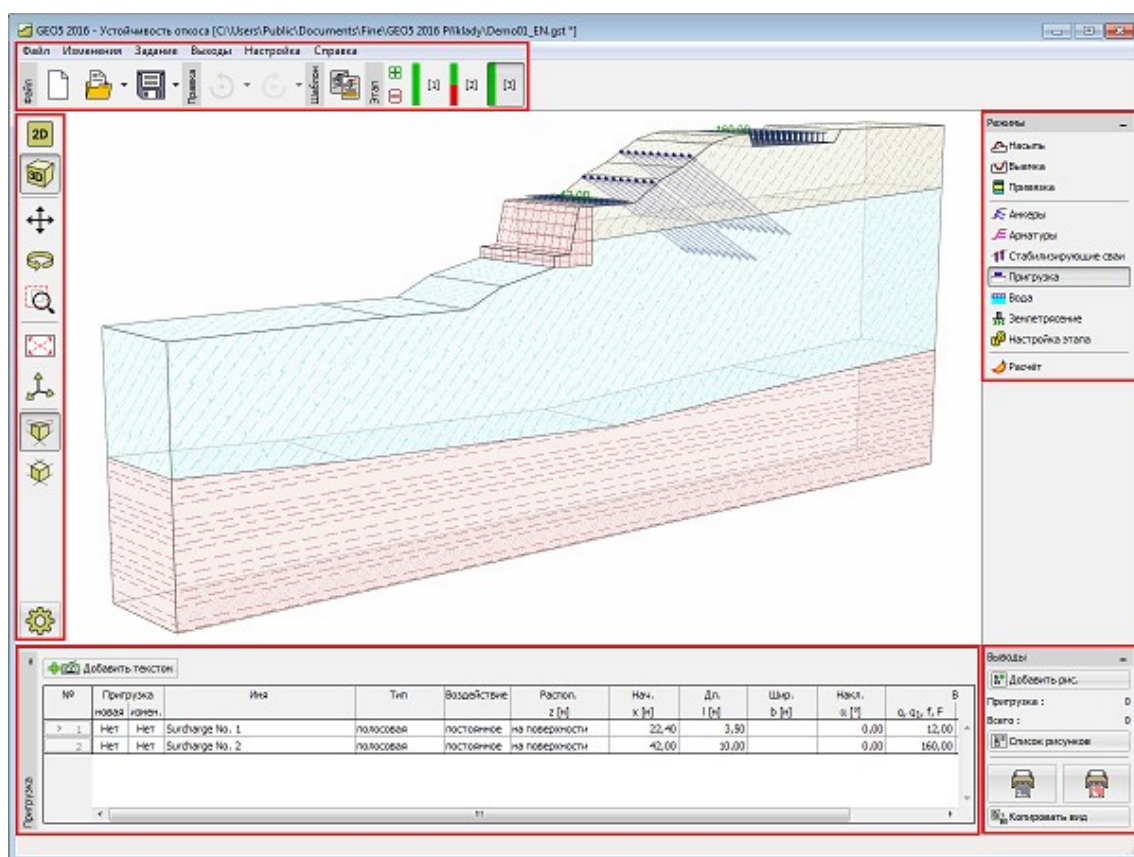 GEO5 2016 - Устойчивость откоса [C:\Users\Public\Documents\Fine\GEO5 2016 Příklady\Demo01_EN.gst *]
Файл Изменения Задание Выходы Настройка Справка
Файл Правка Шаблон Этап [1] [2] [3]
2D
3D
160,00
Режимы
Насыпь
Выемка
Привязка
Анкеры
Арматуры
Стабилизирующие сваи
Пригрузка
Вода
Землетрясение
Настройка этапа
Расчёт
Добавить текстом
№ Пригрузка Имя Тип Воздействие Распол. Нач. Дл. Шир. Накл. В
новая измен. z [м] x [м] l [м] b [м] α [°] q, q1, f, F
1 Нет Нет Surcharge No. 1 полосовая постоянное на поверхности 22,40 3,50 0,00 12,00
2 Нет Нет Surcharge No. 2 полосовая постоянное на поверхности 42,00 10,00 0,00 160,00
Пригрузка
Выводы
Добавить рис.
Пригрузка : 0
Всего : 0
Список рисунков
Копировать вид